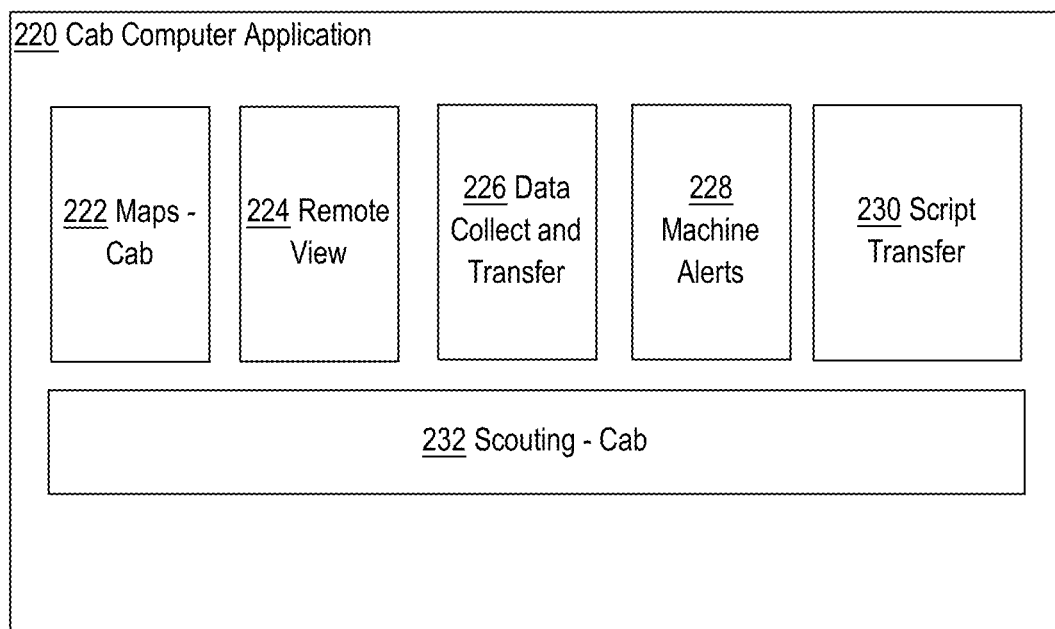 220 Cab Computer Application
222 Maps -
Cab
224 Remote
View
226 Data
Collect and
Transfer
228
Machine
Alerts
230 Script
Transfer
232 Scouting - Cab